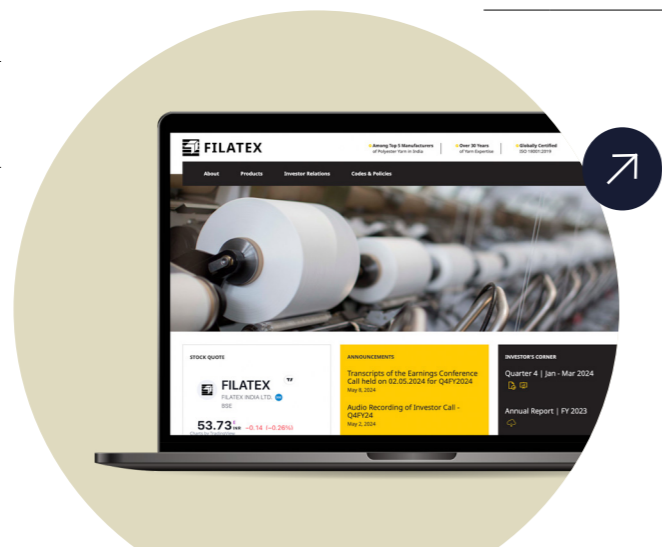 FILATEX
Among Top 5 Manufacturers
of Polyester Yarn in India
Over 30 Years
of Yarn Expertise
Globally Certified
ISO 14001:2015
About Products Investor Relations Codes & Policies
STOCK QUOTE
FILATEX
FILATEX INDIA LTD.
BSE
53.73 INR −0.14 (−0.26%)
ANNOUNCEMENTS
Transcripts of the Earnings Conference
Call held on 02.05.2024 for Q4FY2024
May 8, 2024
Audio Recording of Investor Call -
Q4FY24
May 2, 2024
INVESTOR'S CORNER
Quarter 4 | Jan - Mar 2024
Annual Report | FY 2023